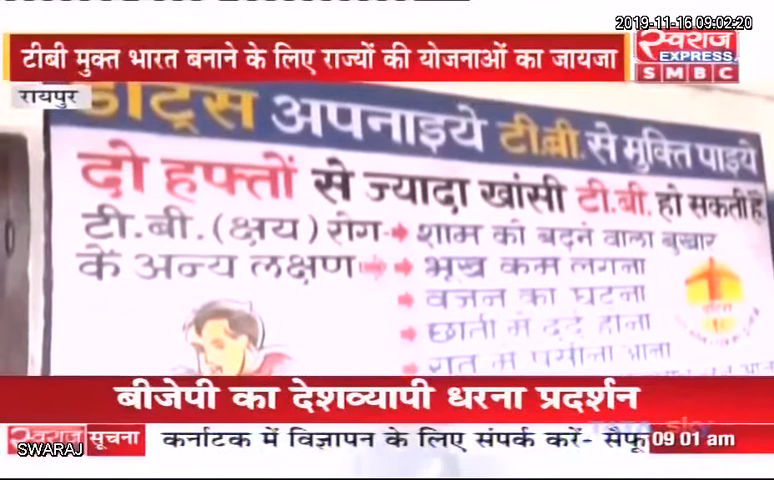 2019-11-16 09:02:20
टीबी मुक्त भारत बनाने के लिए राज्यों की योजनाओं का जायजा
स्वराज
EXPRESS
SMBC
रायपुर
डॉट्स अपनाइये टी.बी. से मुक्ति पाइये
दो हफ्तों से ज्यादा खांसी टी.बी. हो सकती है
टी.बी. (क्षय) रोग → शाम को बढ़ने वाला बुखार
के अन्य लक्षण → → भूख कम लगना
→ वजन का घटना
→ छाती में दर्द होना
→ रात में पसीना आना
बीजेपी का देशव्यापी धरना प्रदर्शन
स्वराज सूचना कर्नाटक में विज्ञापन के लिए संपर्क करें- सैफू 09:01 am
SWARAJ